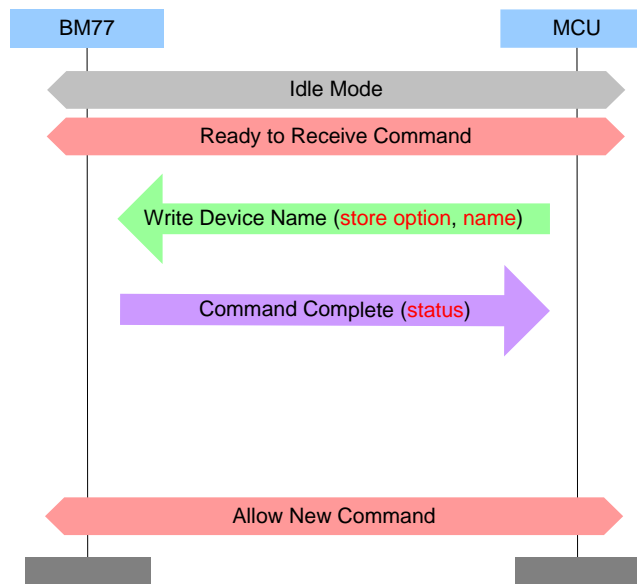 BM77
MCU
Idle Mode
Ready to Receive Command
Write Device Name (store option, name)
Command Complete (status)
Allow New Command